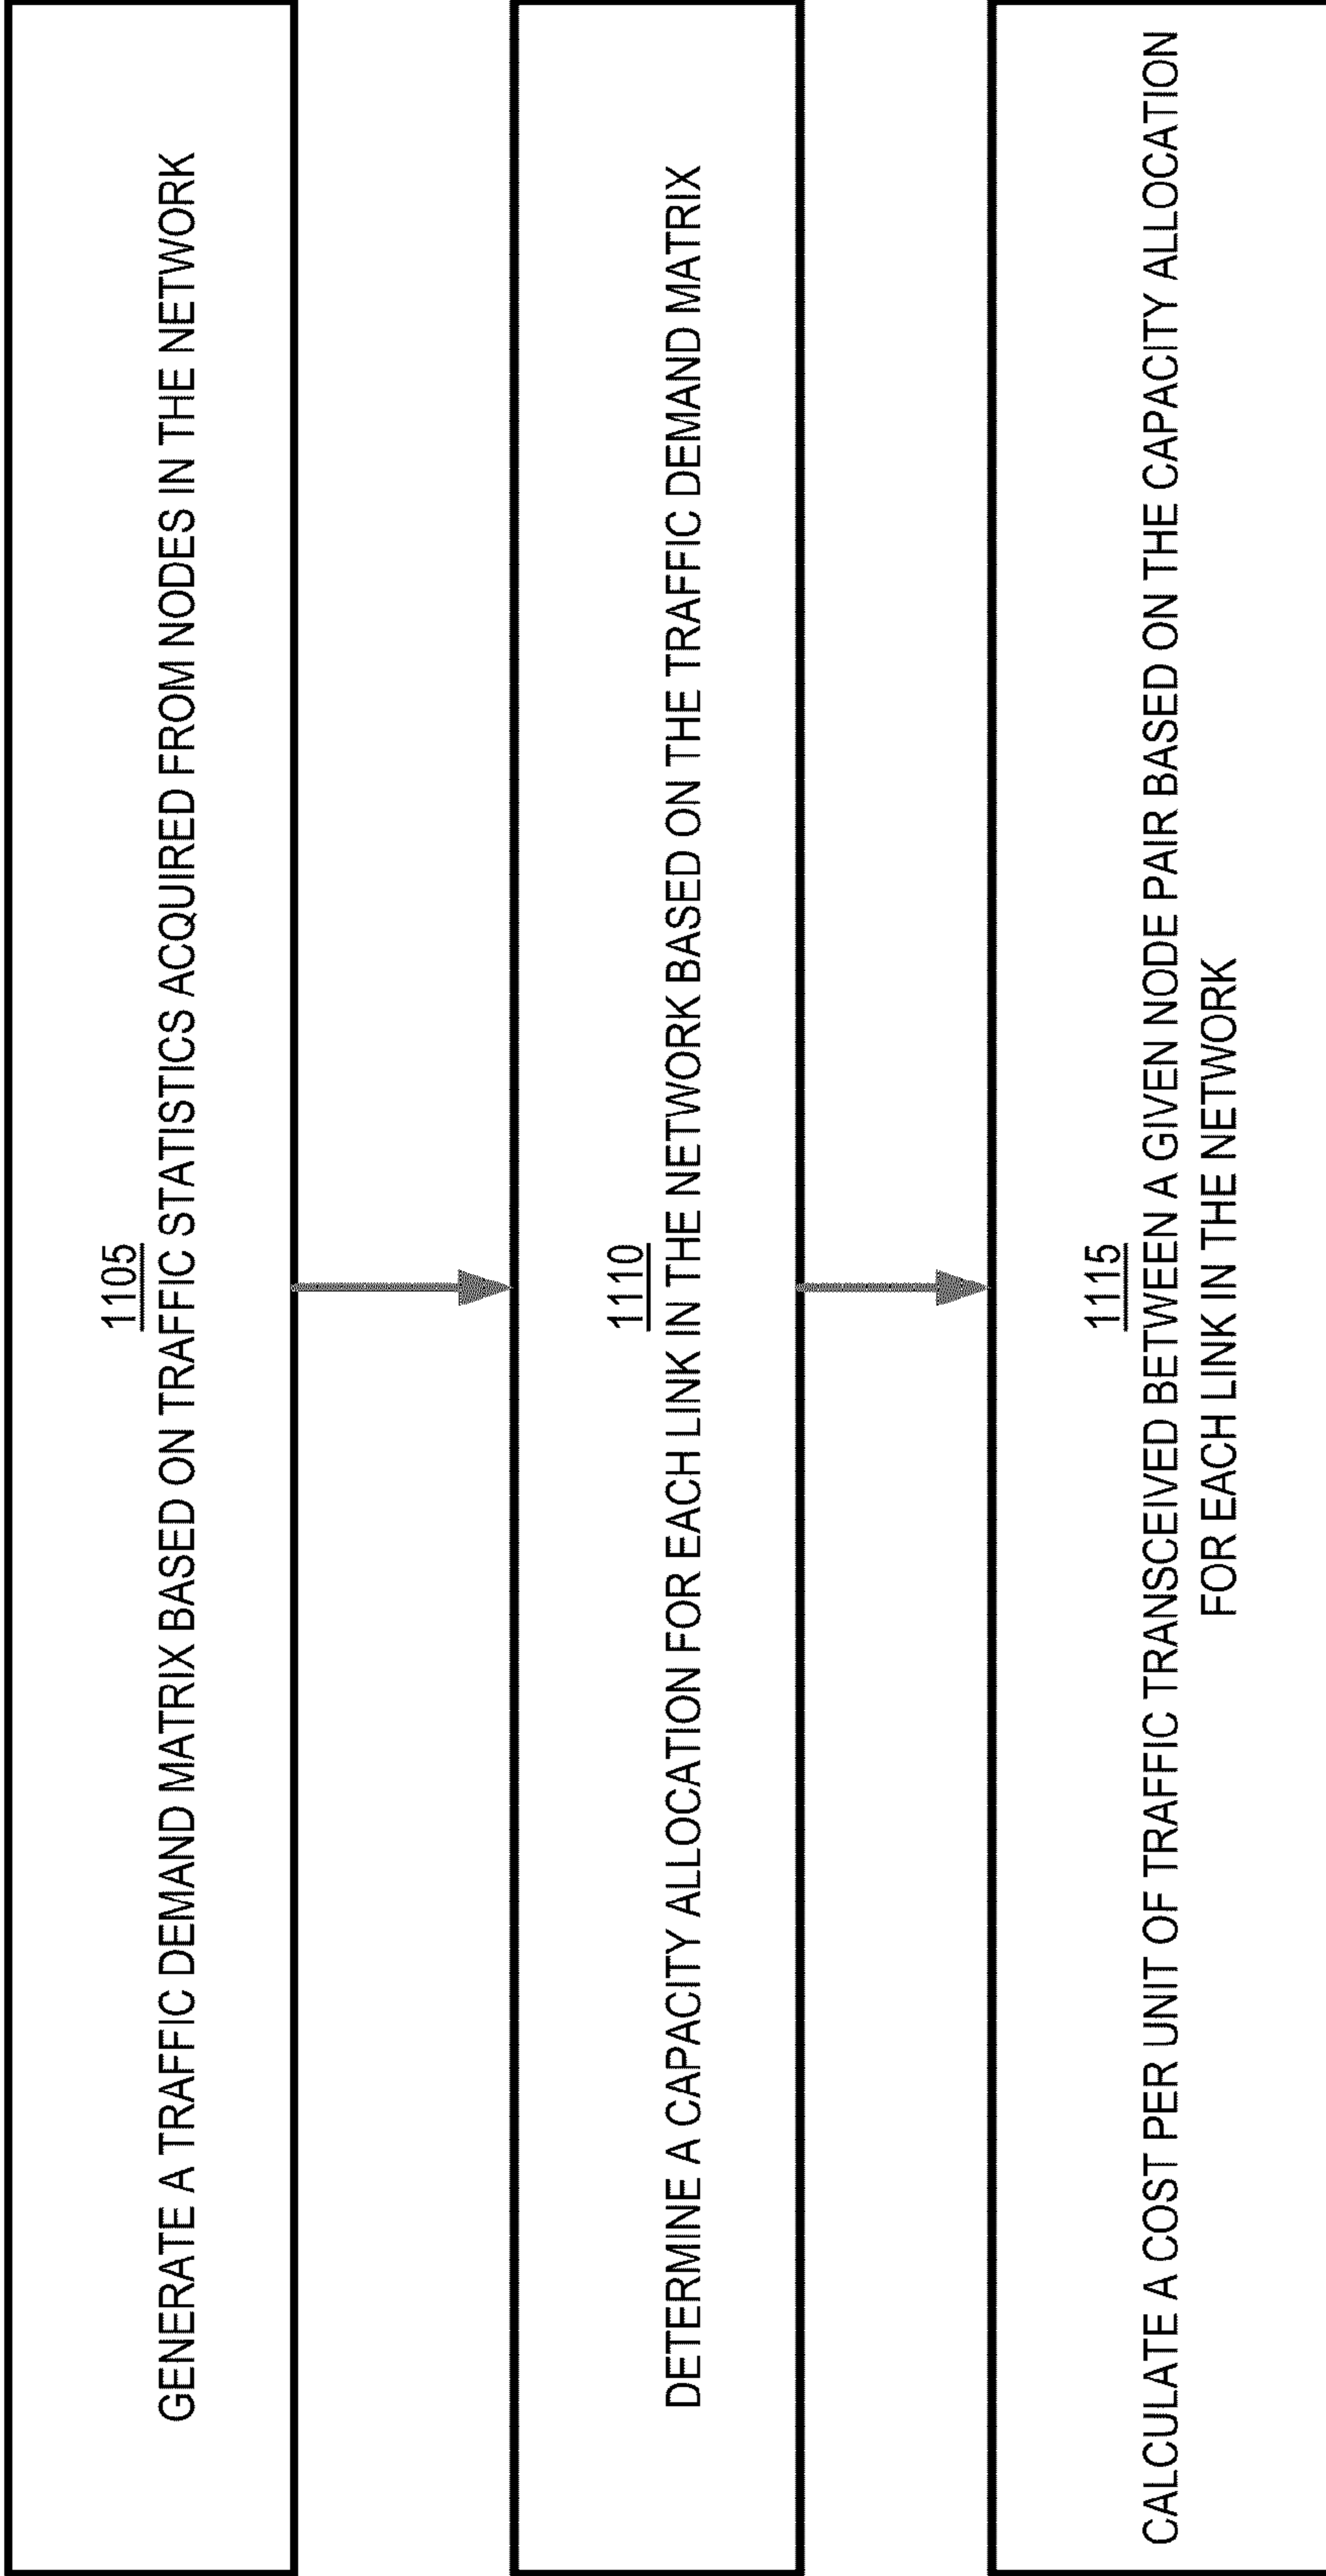 1105
GENERATE A TRAFFIC DEMAND MATRIX BASED ON TRAFFIC STATISTICS ACQUIRED FROM NODES IN THE NETWORK
1110
DETERMINE A CAPACITY ALLOCATION FOR EACH LINK IN THE NETWORK BASED ON THE TRAFFIC DEMAND MATRIX
1115
CALCULATE A COST PER UNIT OF TRAFFIC TRANSCEIVED BETWEEN A GIVEN NODE PAIR BASED ON THE CAPACITY ALLOCATION
FOR EACH LINK IN THE NETWORK